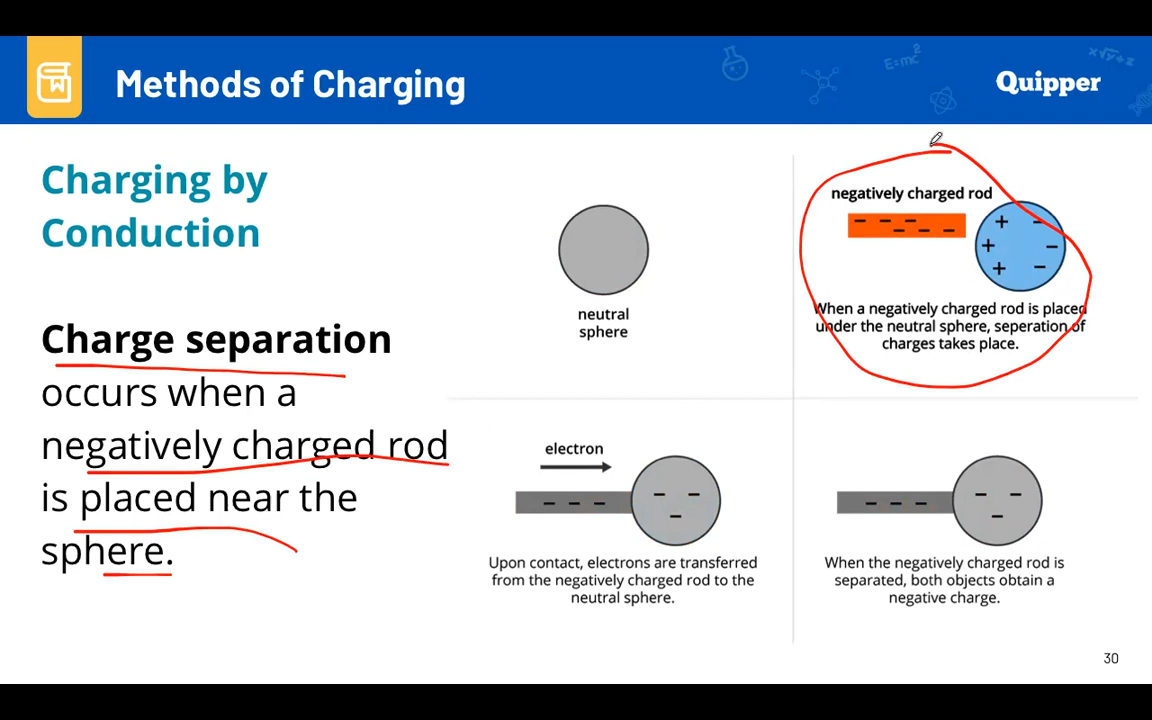 Methods of Charging
E=mc²
Quipper
Charging by
Conduction
Charge separation
occurs when a
negatively charged rod
is placed near the
sphere.
neutral
sphere
negatively charged rod
When a negatively charged rod is placed
under the neutral sphere, seperation of
charges takes place.
electron
Upon contact, electrons are transferred
from the negatively charged rod to the
neutral sphere.
When the negatively charged rod is
separated, both objects obtain a
negative charge.
30